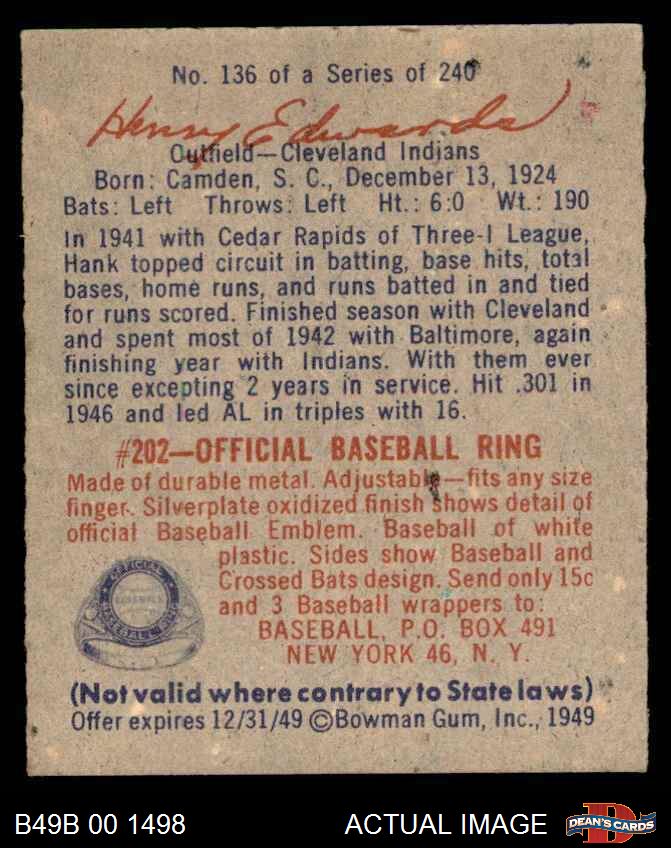 No. 136 of a Series of 240
Henry Edwards
Outfield—Cleveland Indians
Born: Camden, S. C., December 13, 1924
Bats: Left Throws: Left Ht.: 6:0 Wt.: 190
In 1941 with Cedar Rapids of Three-I League,
Hank topped circuit in batting, base hits, total
bases, home runs, and runs batted in and tied
for runs scored. Finished season with Cleveland
and spent most of 1942 with Baltimore, again
finishing year with Indians. With them ever
since excepting 2 years in service. Hit .301 in
1946 and led AL in triples with 16.
#202—OFFICIAL BASEBALL RING
Made of durable metal. Adjustable—fits any size
finger. Silverplate oxidized finish shows detail of
official Baseball Emblem. Baseball of white
plastic. Sides show Baseball and
Crossed Bats design. Send only 15c
and 3 Baseball wrappers to:
BASEBALL, P.O. BOX 491
NEW YORK 46, N. Y.
OFFICIAL
BASEBALL RING
(Not valid where contrary to State laws)
Offer expires 12/31/49 ©Bowman Gum, Inc., 1949
B49B 00 1498
ACTUAL IMAGE
DEAN'S CARDS